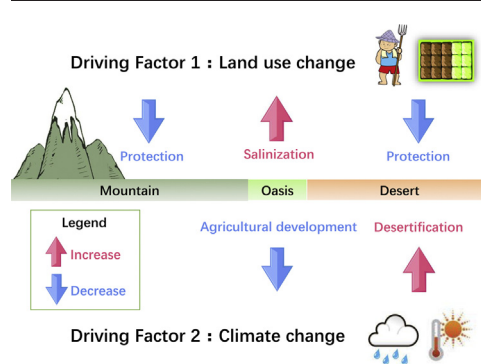 Driving Factor 1 : Land use change
Protection
Salinization
Protection
Mountain
Oasis
Desert
Legend
Increase
Decrease
Agricultural development
Desertification
Driving Factor 2 : Climate change